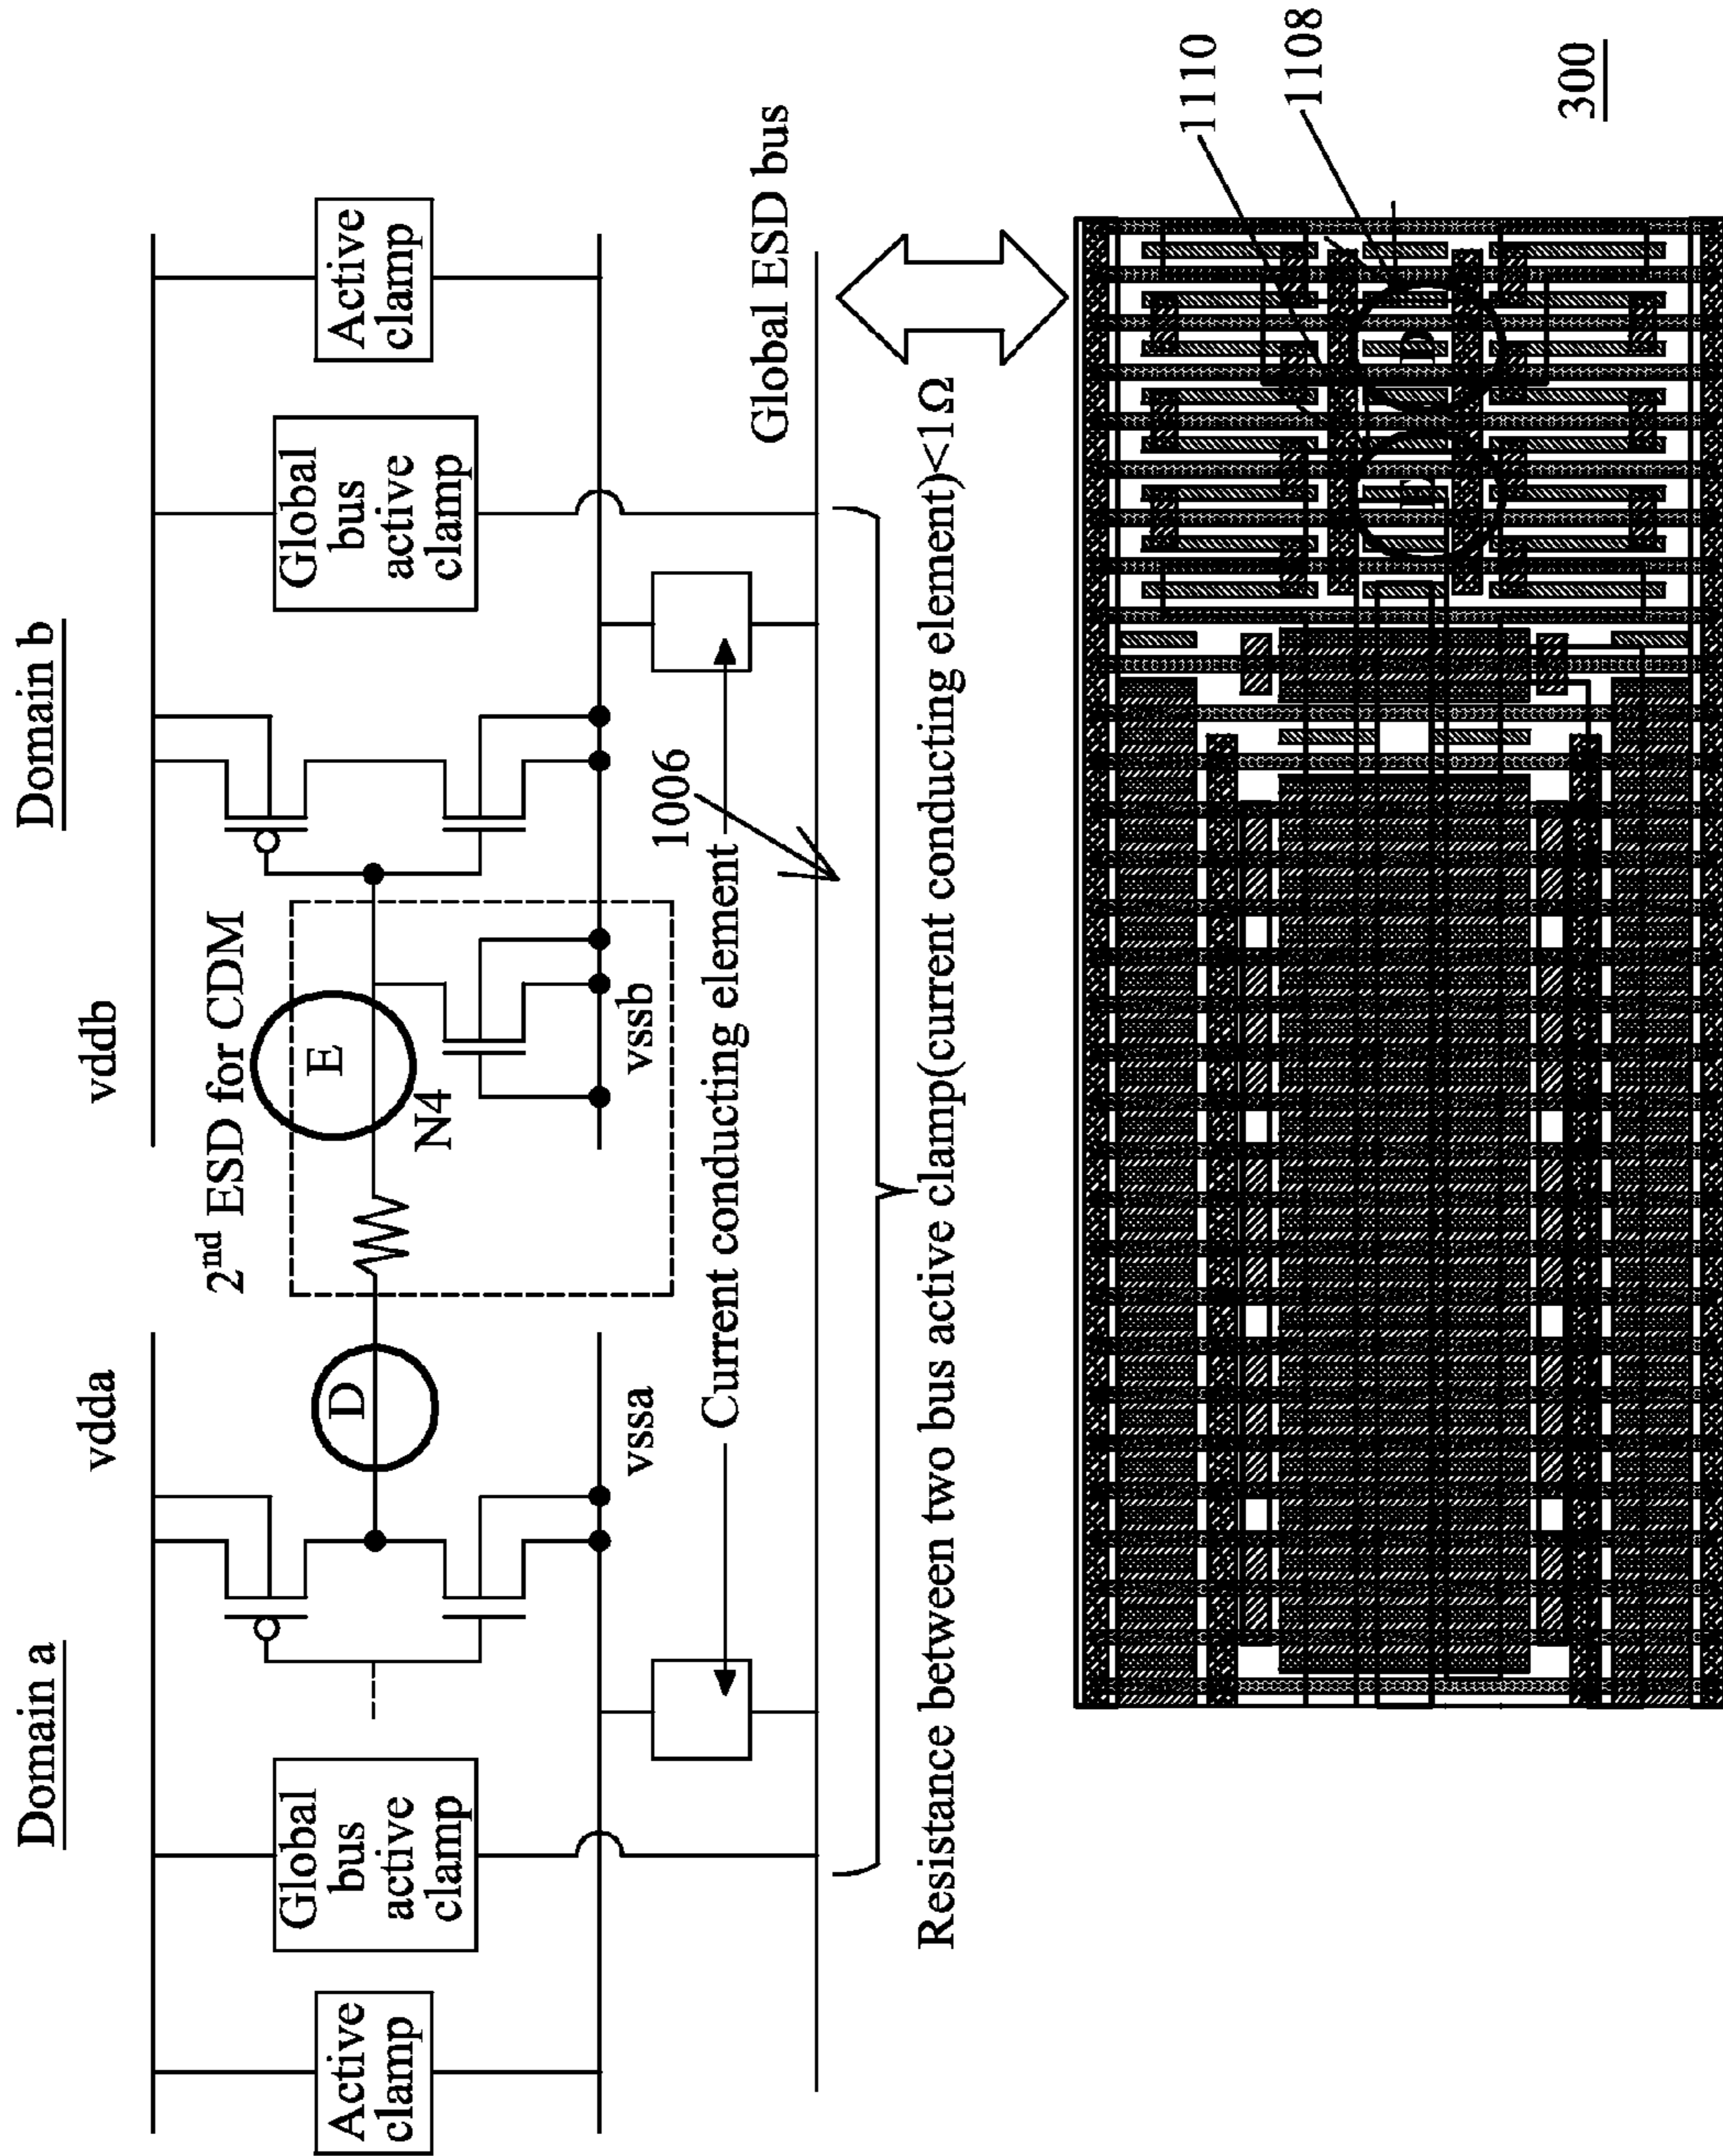 Domain a
Domain b
vdda
vddb
2nd ESD for CDM
Active
clamp
Global
bus
active
clamp
D
E
N4
Global
bus
active
clamp
Active
clamp
vssa
vssb
Current conducting element
1006
Global ESD bus
Resistance between two bus active clamp(current conducting element)<1Ω
E
D
1110
1108
300